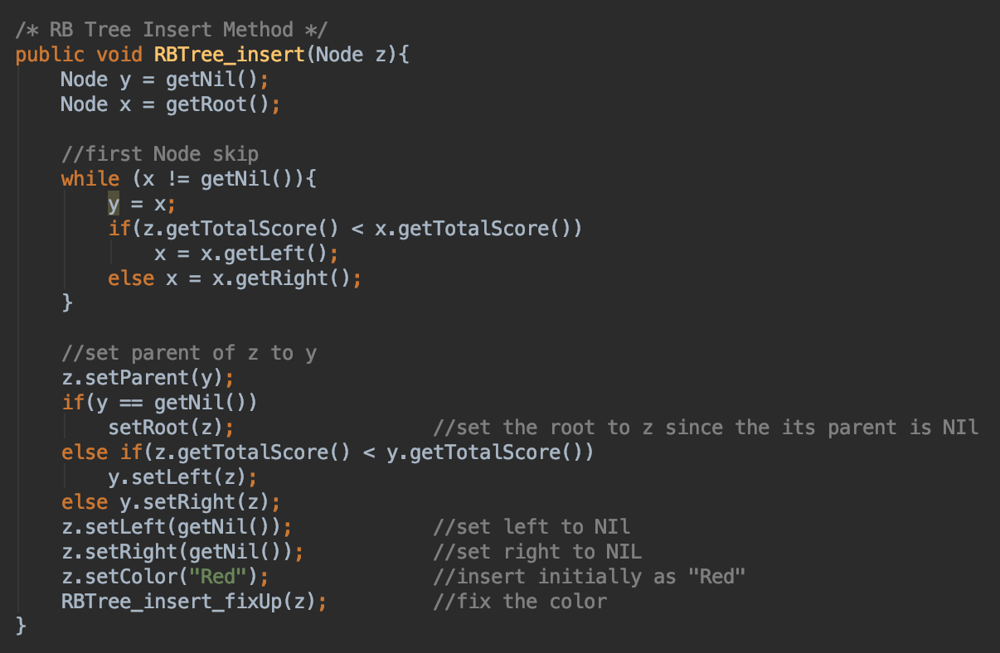 /* RB Tree Insert Method */
public void RBTree_insert(Node z){
    Node y = getNil();
    Node x = getRoot();

    //first Node skip
    while (x != getNil()){
        y = x;
        if(z.getTotalScore() < x.getTotalScore())
            x = x.getLeft();
        else x = x.getRight();
    }

    //set parent of z to y
    z.setParent(y);
    if(y == getNil())
        setRoot(z);                 //set the root to z since the its parent is NIl
    else if(z.getTotalScore() < y.getTotalScore())
        y.setLeft(z);
    else y.setRight(z);
    z.setLeft(getNil());            //set left to NIl
    z.setRight(getNil());           //set right to NIL
    z.setColor("Red");              //insert initially as "Red"
    RBTree_insert_fixUp(z);         //fix the color
}